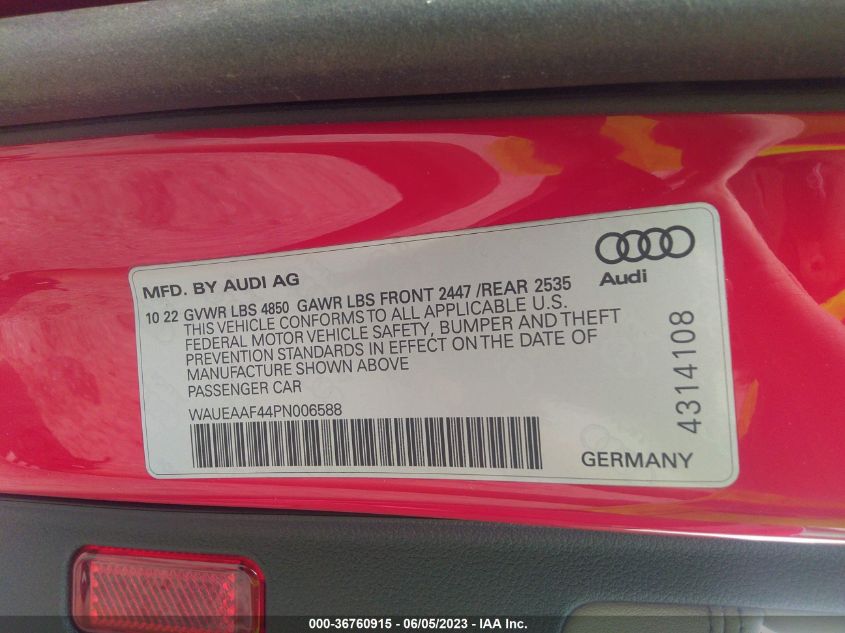 MFD. BY AUDI AG
10 22 GVWR LBS 4850 GAWR LBS FRONT 2447 /REAR 2535
THIS VEHICLE CONFORMS TO ALL APPLICABLE U.S.
FEDERAL MOTOR VEHICLE SAFETY, BUMPER AND THEFT
PREVENTION STANDARDS IN EFFECT ON THE DATE OF
MANUFACTURE SHOWN ABOVE
PASSENGER CAR
WAUEAAF44PN006588
Audi
4314108
GERMANY
000-36760915 - 06/05/2023 - IAA Inc.